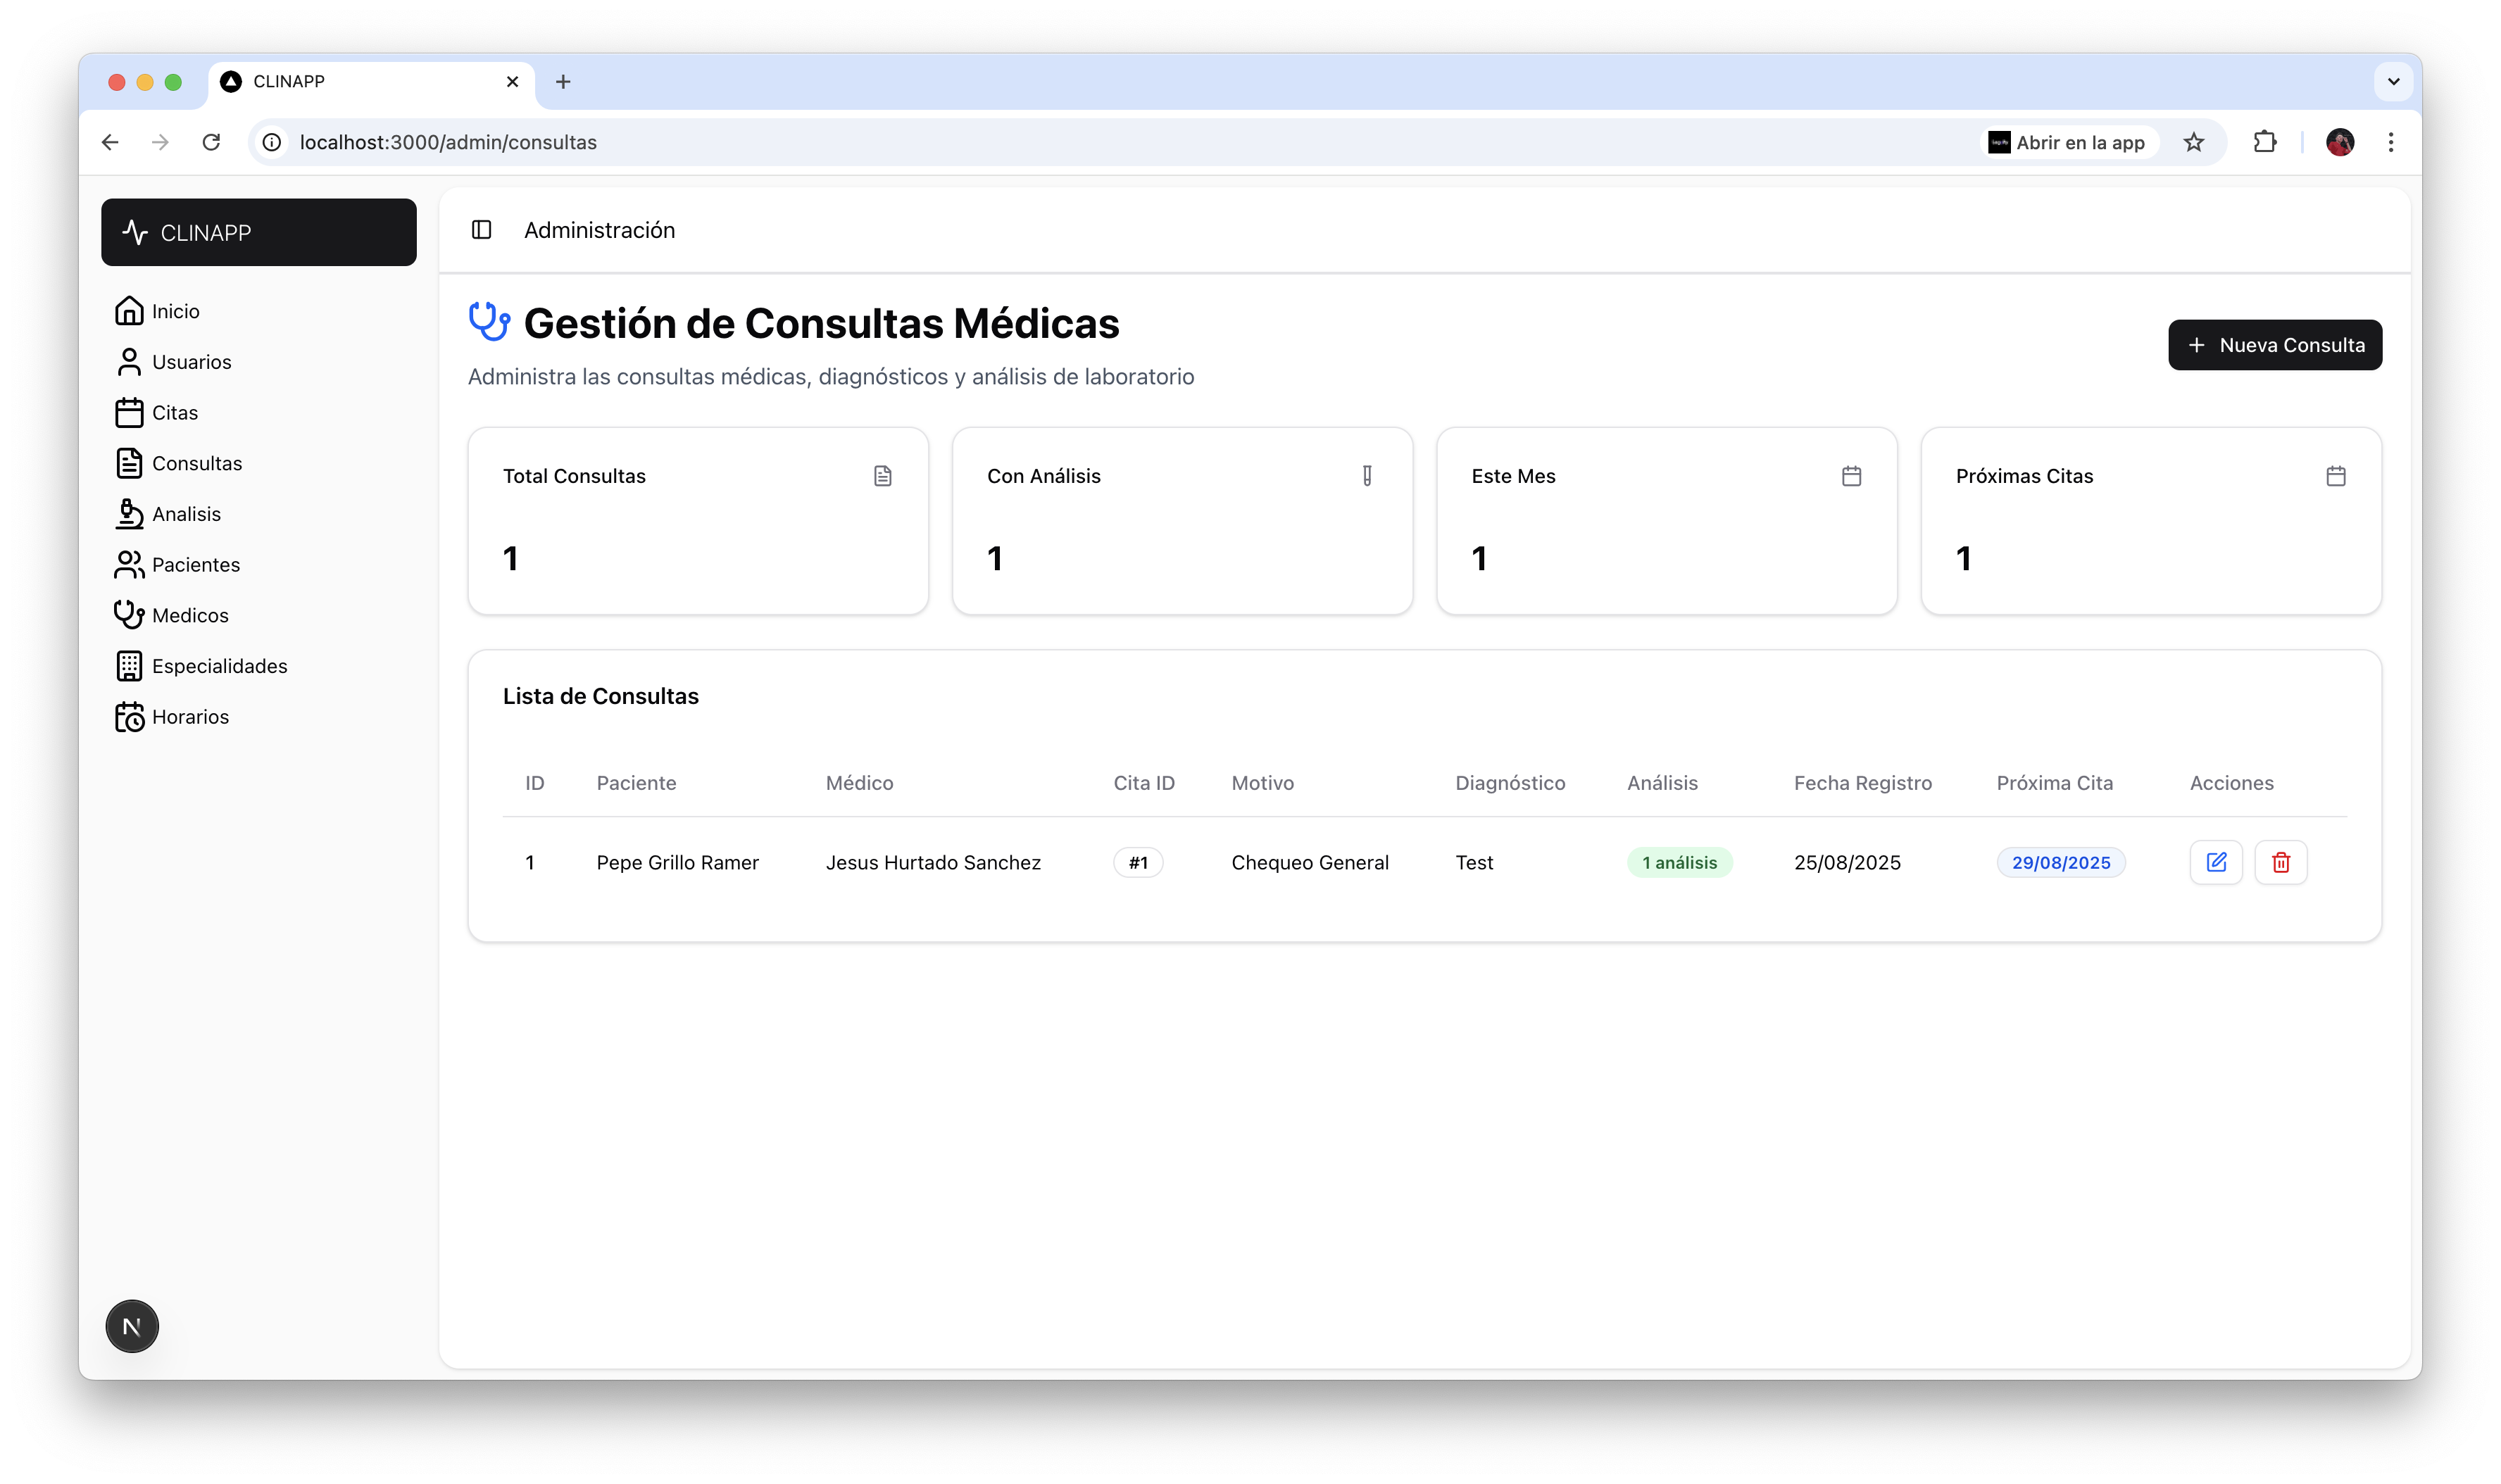 CLINAPP
localhost:3000/admin/consultas
Abrir en la app
CLINAPP
Inicio
Usuarios
Citas
Consultas
Analisis
Pacientes
Medicos
Especialidades
Horarios
N
Administración
Gestión de Consultas Médicas
Administra las consultas médicas, diagnósticos y análisis de laboratorio
+ Nueva Consulta
Total Consultas
1
Con Análisis
1
Este Mes
1
Próximas Citas
1
Lista de Consultas
ID Paciente Médico Cita ID Motivo Diagnóstico Análisis Fecha Registro Próxima Cita Acciones
1 Pepe Grillo Ramer Jesus Hurtado Sanchez #1 Chequeo General Test 1 análisis 25/08/2025 29/08/2025